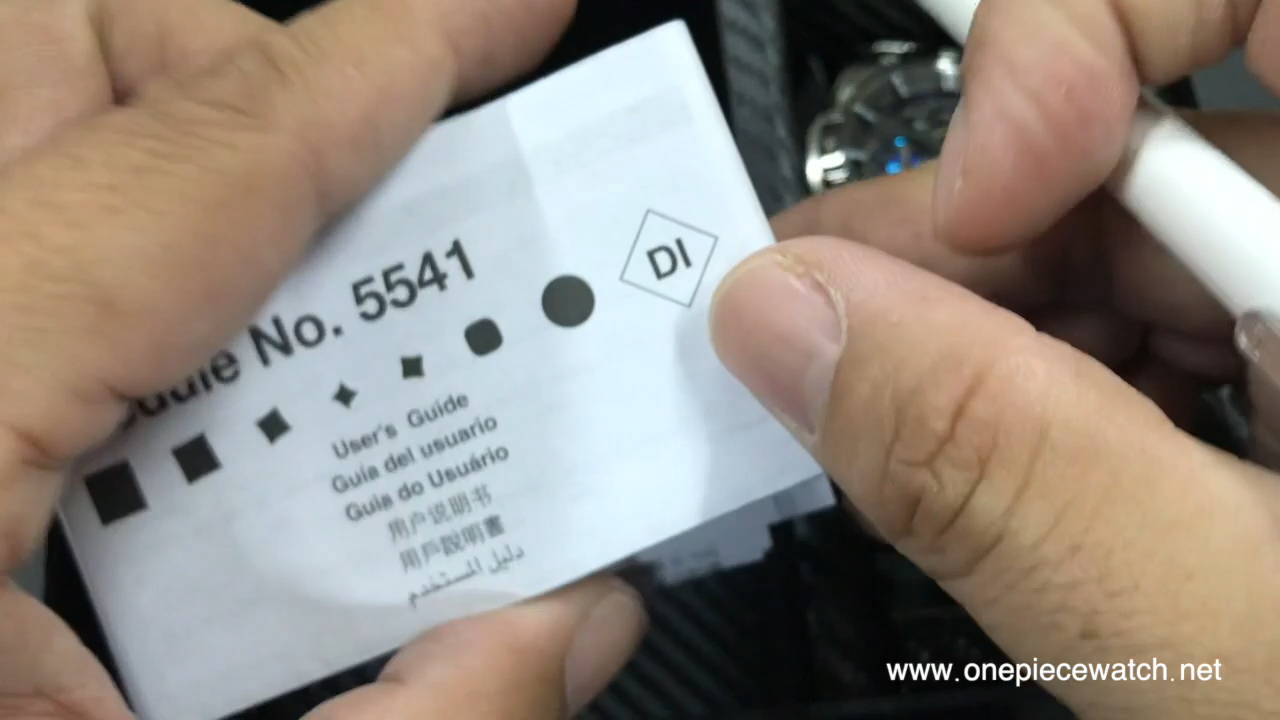 No. 5541
DI
User's Guide
Guía del usuario
Guia do Usuário
用户说明书
用戶說明書
دليل المستخدم
www.onepiecewatch.net